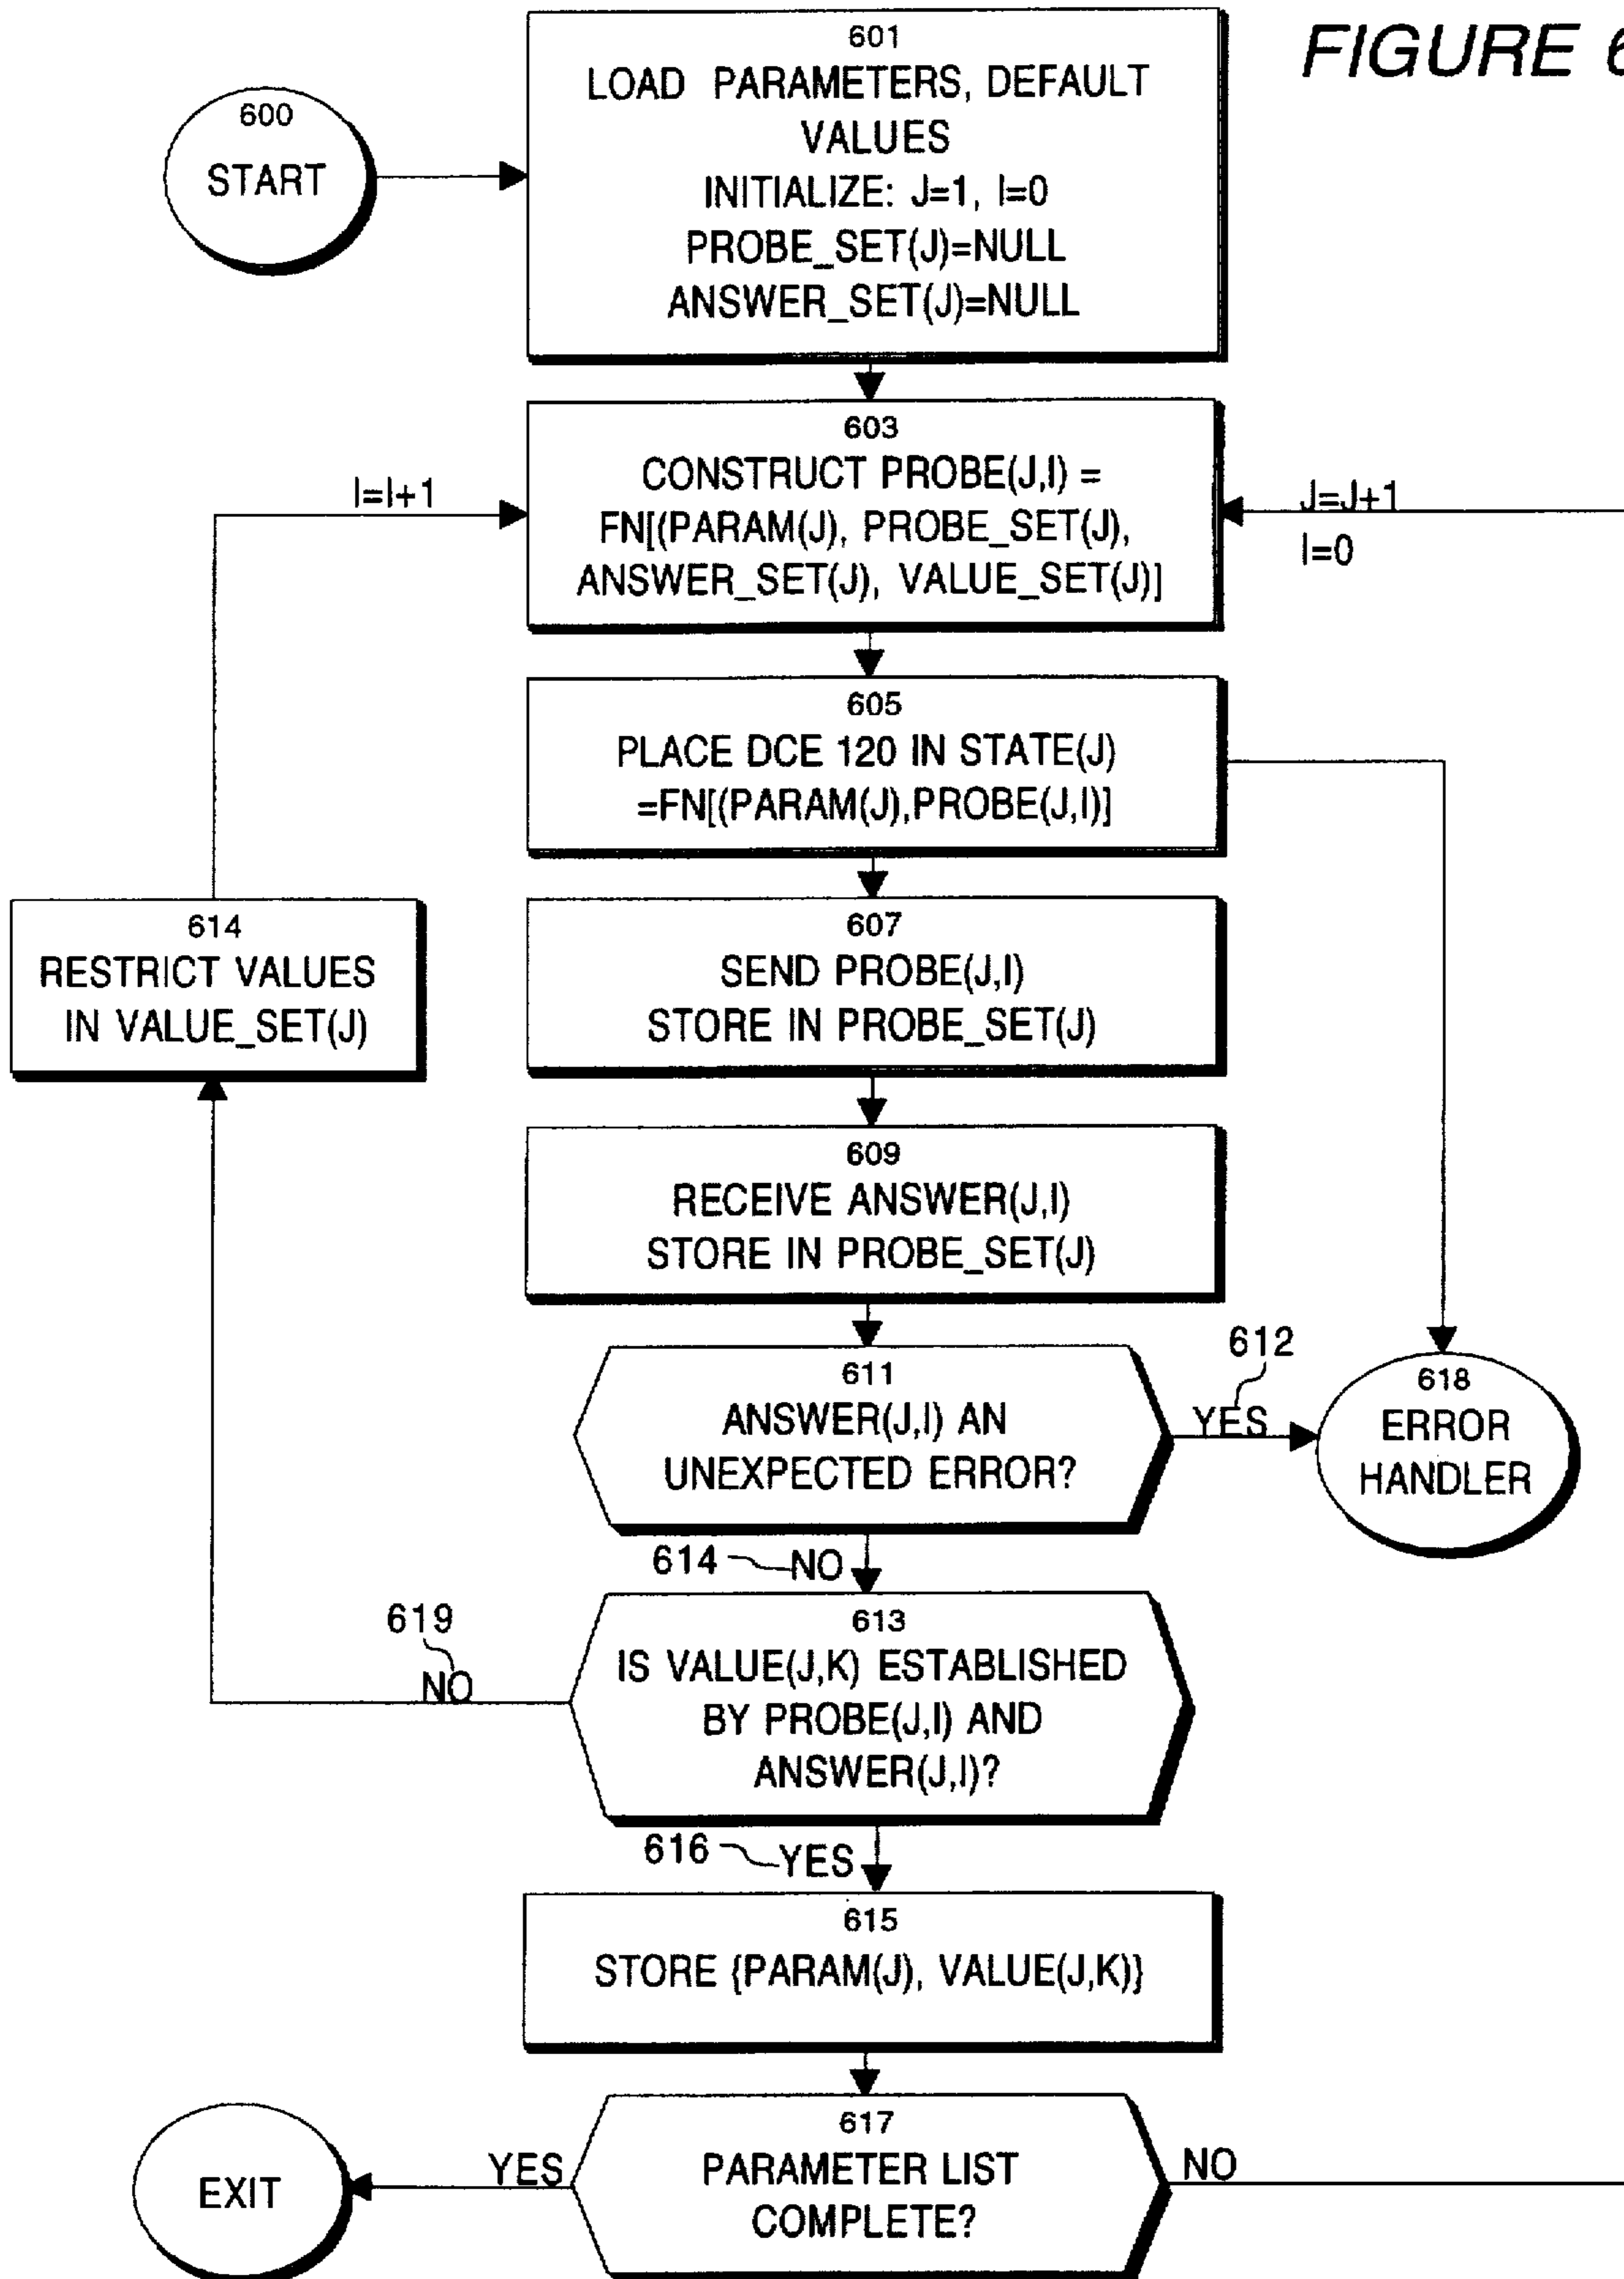 FIGURE 6
600
START
601
LOAD PARAMETERS, DEFAULT
VALUES
INITIALIZE: J=1, I=0
PROBE_SET(J)=NULL
ANSWER_SET(J)=NULL
603
CONSTRUCT PROBE(J,I) =
FN[(PARAM(J), PROBE_SET(J),
ANSWER_SET(J), VALUE_SET(J)]
I=I+1
J=J+1
I=0
605
PLACE DCE 120 IN STATE(J)
=FN[(PARAM(J),PROBE(J,I)]
614
RESTRICT VALUES
IN VALUE_SET(J)
607
SEND PROBE(J,I)
STORE IN PROBE_SET(J)
609
RECEIVE ANSWER(J,I)
STORE IN PROBE_SET(J)
611
ANSWER(J,I) AN
UNEXPECTED ERROR?
612
YES
618
ERROR
HANDLER
614
NO
613
IS VALUE(J,K) ESTABLISHED
BY PROBE(J,I) AND
ANSWER(J,I)?
619
NO
616
YES
615
STORE {PARAM(J), VALUE(J,K)}
617
PARAMETER LIST
COMPLETE?
YES
EXIT
NO